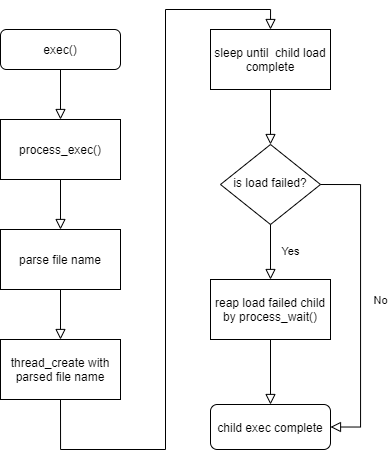 exec()
process_exec()
parse file name
thread_create with
parsed file name
sleep until child load
complete
is load failed?
Yes
No
reap load failed child
by process_wait()
child exec complete